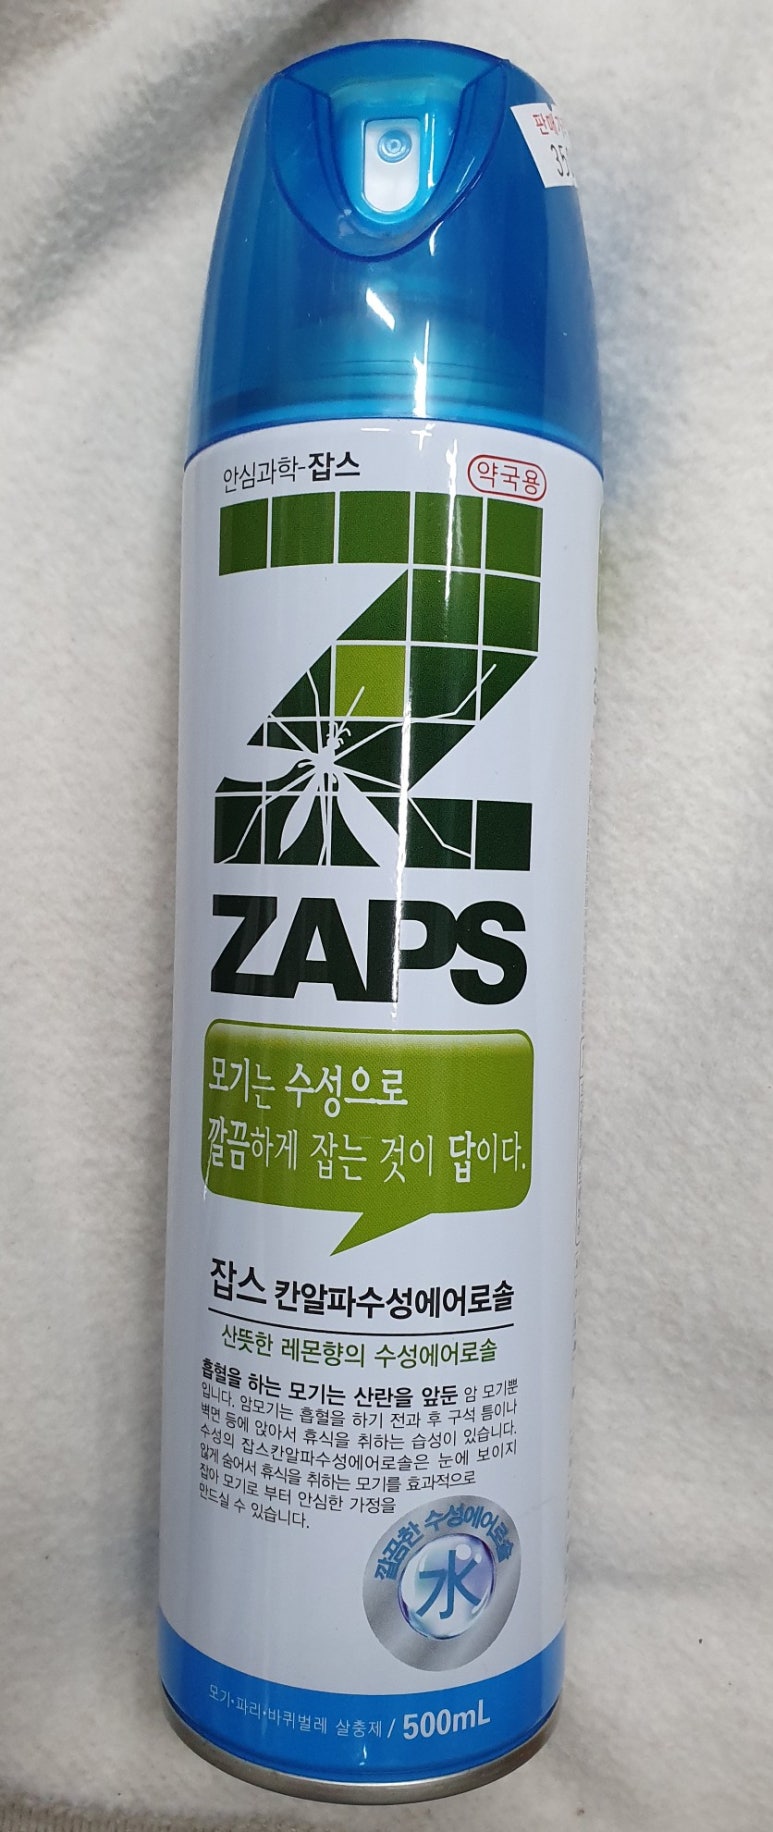 안심과학-잡스
약국용
ZAPS
모기는 수성으로
깔끔하게 잡는 것이 답이다.
잡스 칸알파수성에어로솔
산뜻한 레몬향의 수성에어로솔
흡혈을 하는 모기는 산란을 앞둔 암 모기뿐
입니다. 암모기는 흡혈을 하기 전과 후 구석 틈이나
벽면 등에 앉아서 휴식을 취하는 습성이 있습니다.
수성의 잡스칸알파수성에어로솔은 눈에 보이지
않게 숨어서 휴식을 취하는 모기를 효과적으로
잡아 모기로 부터 안심한 가정을
만드실 수 있습니다.
깔끔한 수성에어로솔
水
모기·파리·바퀴벌레 살충제 / 500mL